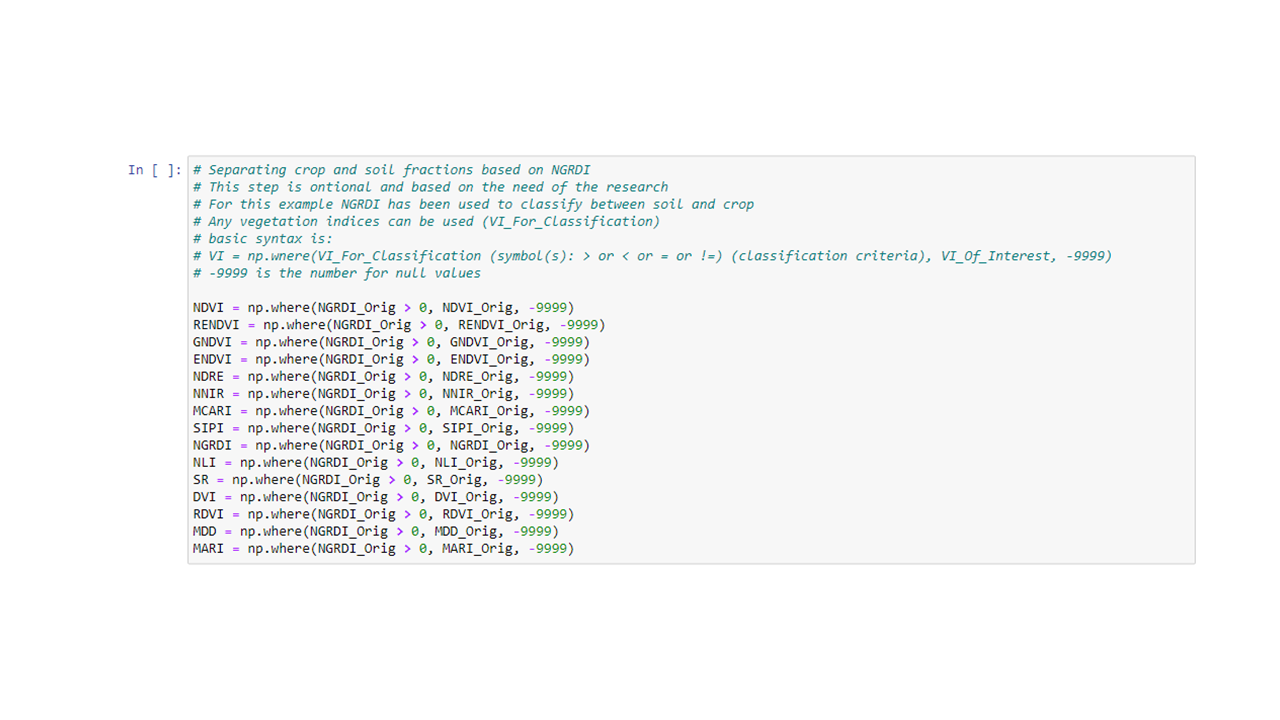 In [ ]:
# Separating crop and soil fractions based on NGRDI
# This step is ontional and based on the need of the research
# For this example NGRDI has been used to classify between soil and crop
# Any vegetation indices can be used (VI_For_Classification)
# basic syntax is:
# VI = np.wnere(VI_For_Classification (symbol(s): > or < or = or !=) (classification criteria), VI_Of_Interest, -9999)
# -9999 is the number for null values
NDVI = np.where(NGRDI_Orig > 0, NDVI_Orig, -9999)
RENDVI = np.where(NGRDI_Orig > 0, RENDVI_Orig, -9999)
GNDVI = np.where(NGRDI_Orig > 0, GNDVI_Orig, -9999)
ENDVI = np.where(NGRDI_Orig > 0, ENDVI_Orig, -9999)
NDRE = np.where(NGRDI_Orig > 0, NDRE_Orig, -9999)
NNIR = np.where(NGRDI_Orig > 0, NNIR_Orig, -9999)
MCARI = np.where(NGRDI_Orig > 0, MCARI_Orig, -9999)
SIPI = np.where(NGRDI_Orig > 0, SIPI_Orig, -9999)
NGRDI = np.where(NGRDI_Orig > 0, NGRDI_Orig, -9999)
NLI = np.where(NGRDI_Orig > 0, NLI_Orig, -9999)
SR = np.where(NGRDI_Orig > 0, SR_Orig, -9999)
DVI = np.where(NGRDI_Orig > 0, DVI_Orig, -9999)
RDVI = np.where(NGRDI_Orig > 0, RDVI_Orig, -9999)
MDD = np.where(NGRDI_Orig > 0, MDD_Orig, -9999)
MARI = np.where(NGRDI_Orig > 0, MARI_Orig, -9999)